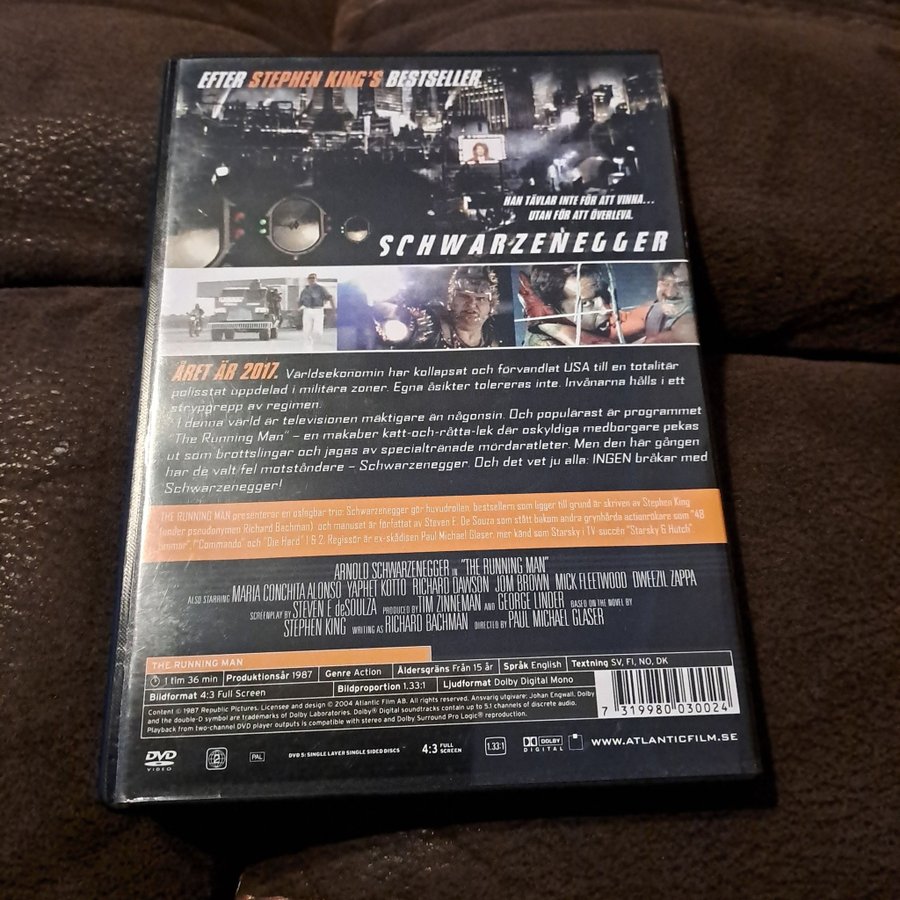 EFTER STEPHEN KING'S BESTSELLER
HAN TÄVLAR INTE FÖR ATT VINNA...
UTAN FÖR ATT ÖVERLEVA.
SCHWARZENEGGER
ÅRET ÄR 2017. Världsekonomin har kollapsat och förvandlat USA till en totalitär
polisstat uppdelad i militära zoner. Egna åsikter tolereras inte. Invånarna hålls i ett
strypgrepp av regimen.
I denna värld är televisionen mäktigare än någonsin. Och populärast är programmet
"The Running Man" – en makaber katt-och-råtta-lek där oskyldiga medborgare pekas
ut som brottslingar och jagas av specialtränade mördaratleter. Men den här gången
har de valt fel motståndare – Schwarzenegger. Och det vet ju alla: INGEN bråkar med
Schwarzenegger!
THE RUNNING MAN presenterar en oslagbar trio: Schwarzenegger gör huvudrollen, bestsellern som ligger till grund är skriven av Stephen King
(under pseudonymen Richard Bachman) och manuset är författat av Steven E. De Souza som stått bakom andra grynhårda actionrökare som "48
timmar", "Commando" och "Die Hard" 1 & 2. Regissör är ex-skådisen Paul Michael Glaser, mer känd som Starsky i TV-succén "Starsky & Hutch"
ARNOLD SCHWARZENEGGER IN "THE RUNNING MAN"
ALSO STARRING MARIA CONCHITA ALONSO YAPHET KOTTO RICHARD DAWSON JOM BROWN MICK FLEETWOOD DWEEZIL ZAPPA
SCREENPLAY BY STEVEN E deSOULZA PRODUCED BY TIM ZINNEMAN AND GEORGE LINDER BASED ON THE NOVEL BY
STEPHEN KING WRITING AS RICHARD BACHMAN DIRECTED BY PAUL MICHAEL GLASER
THE RUNNING MAN
1 tim 36 min Produktionsår 1987 Genre Action Åldersgräns Från 15 år Språk English Textning SV, FI, NO, DK
Bildformat 4:3 Full Screen Bildproportion 1.33:1 Ljudformat Dolby Digital Mono
Content © 1987 Republic Pictures. Licensee and design © 2004 Atlantic Film AB. All rights reserved. Ansvarig utgivare: Johan Engwall. Dolby
and the double-D symbol are trademarks of Dolby Laboratories. Dolby® Digital soundtracks contain up to 5.1 channels of discrete audio.
Playback from two-channel DVD player outputs is compatible with stereo and Dolby Surround Pro Logic® reproduction.
7 319980 030024
DVD VIDEO 2 PAL DVD 5: SINGLE LAYER SINGLE SIDED DISCS 4:3 FULL SCREEN 1.33:1 DOLBY DIGITAL WWW.ATLANTICFILM.SE